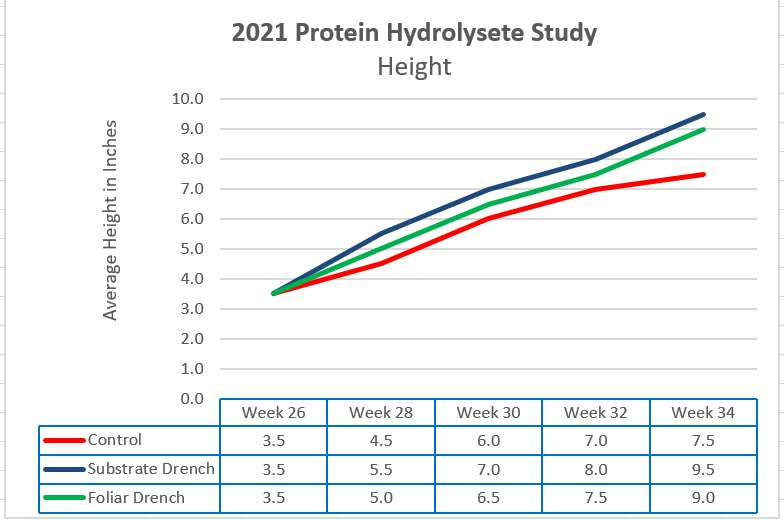 2021 Protein Hydrolysete Study
Height
Average Height in Inches
10.0
9.0
8.0
7.0
6.0
5.0
4.0
3.0
2.0
1.0
0.0
Week 26 Week 28 Week 30 Week 32 Week 34
Control 3.5 4.5 6.0 7.0 7.5
Substrate Drench 3.5 5.5 7.0 8.0 9.5
Foliar Drench 3.5 5.0 6.5 7.5 9.0